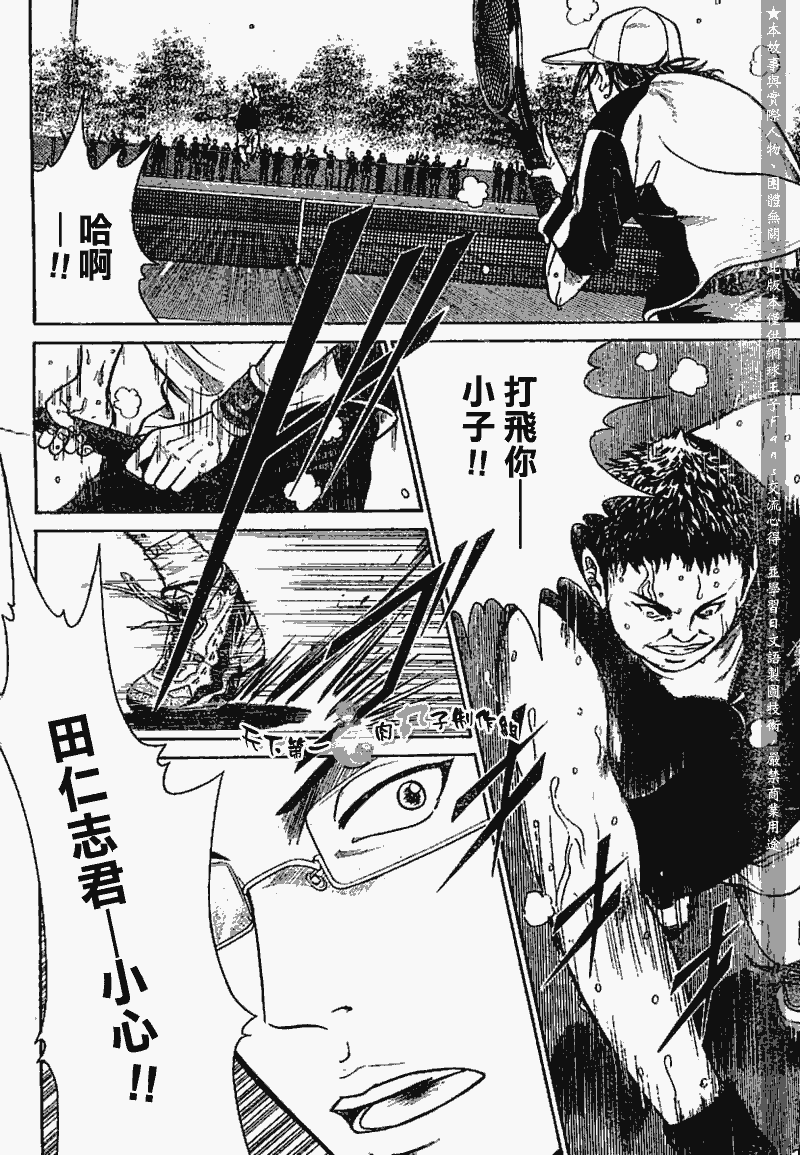 哈啊
—!!
打飛你—
小子!!
田仁志君—小心!!
天下第一肉丸子制作組
★本故事與實際人物、團體無關。此版本僅供網球王子Fans交流心得，並學習日文語製圖技術，嚴禁商業用途